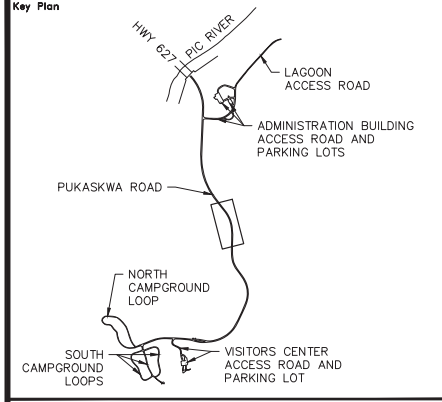 Key Plan
HWY 627
PIC RIVER
LAGOON
ACCESS ROAD
ADMINISTRATION BUILDING
ACCESS ROAD AND
PARKING LOTS
PUKASKWA ROAD
NORTH
CAMPGROUND
LOOP
SOUTH
CAMPGROUND
LOOPS
VISITORS CENTER
ACCESS ROAD AND
PARKING LOT